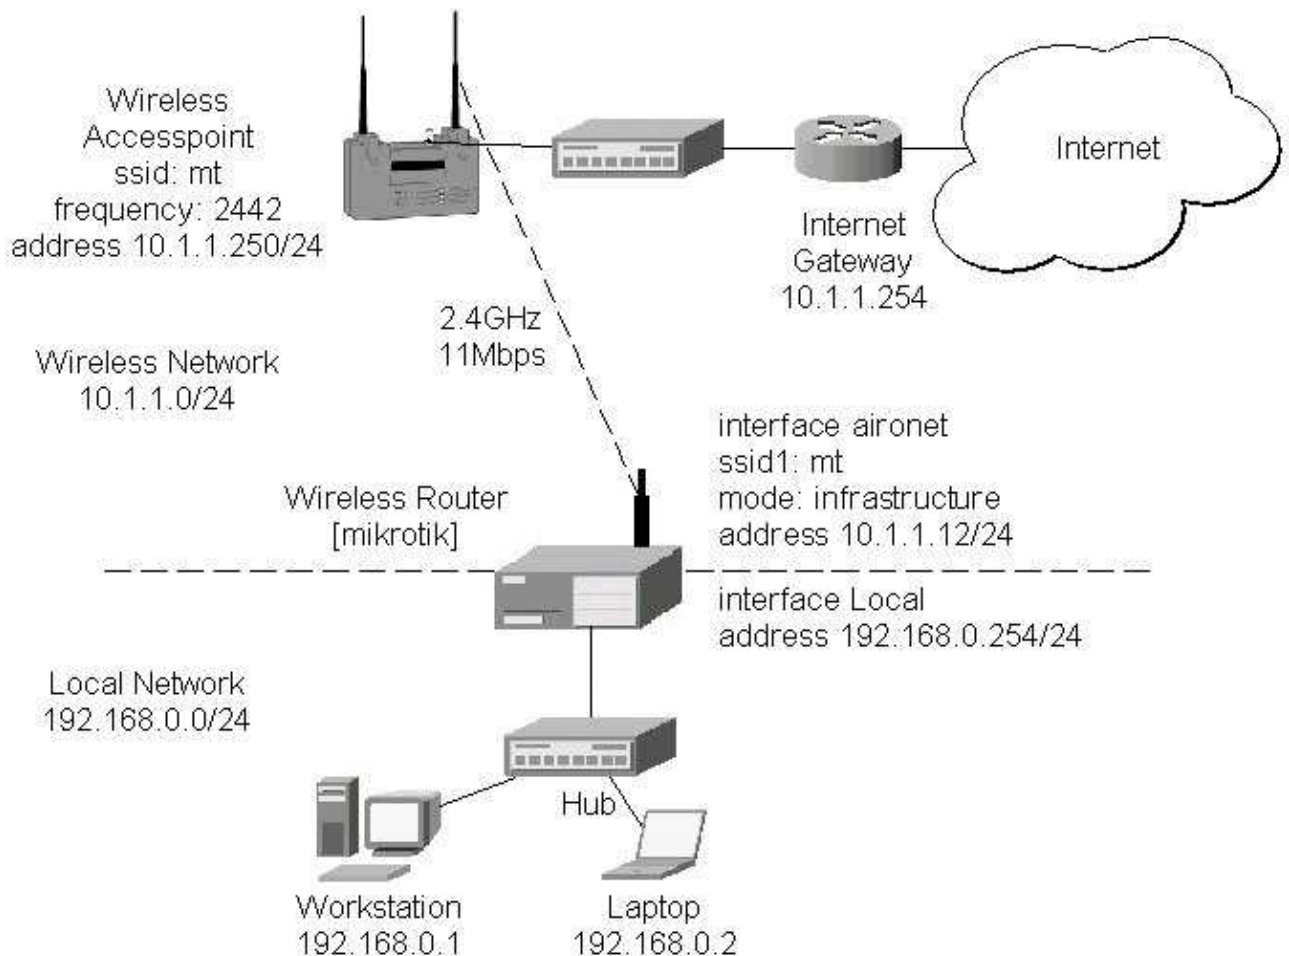 Wireless
Accesspoint
ssid: mt
frequency: 2442
address 10.1.1.250/24
Internet
Internet
Gateway
10.1.1.254
2.4GHz
11Mbps
Wireless Network
10.1.1.0/24
interface aironet
ssid1: mt
mode: infrastructure
address 10.1.1.12/24
Wireless Router
[mikrotik]
interface Local
address 192.168.0.254/24
Local Network
192.168.0.0/24
Hub
Workstation
192.168.0.1
Laptop
192.168.0.2